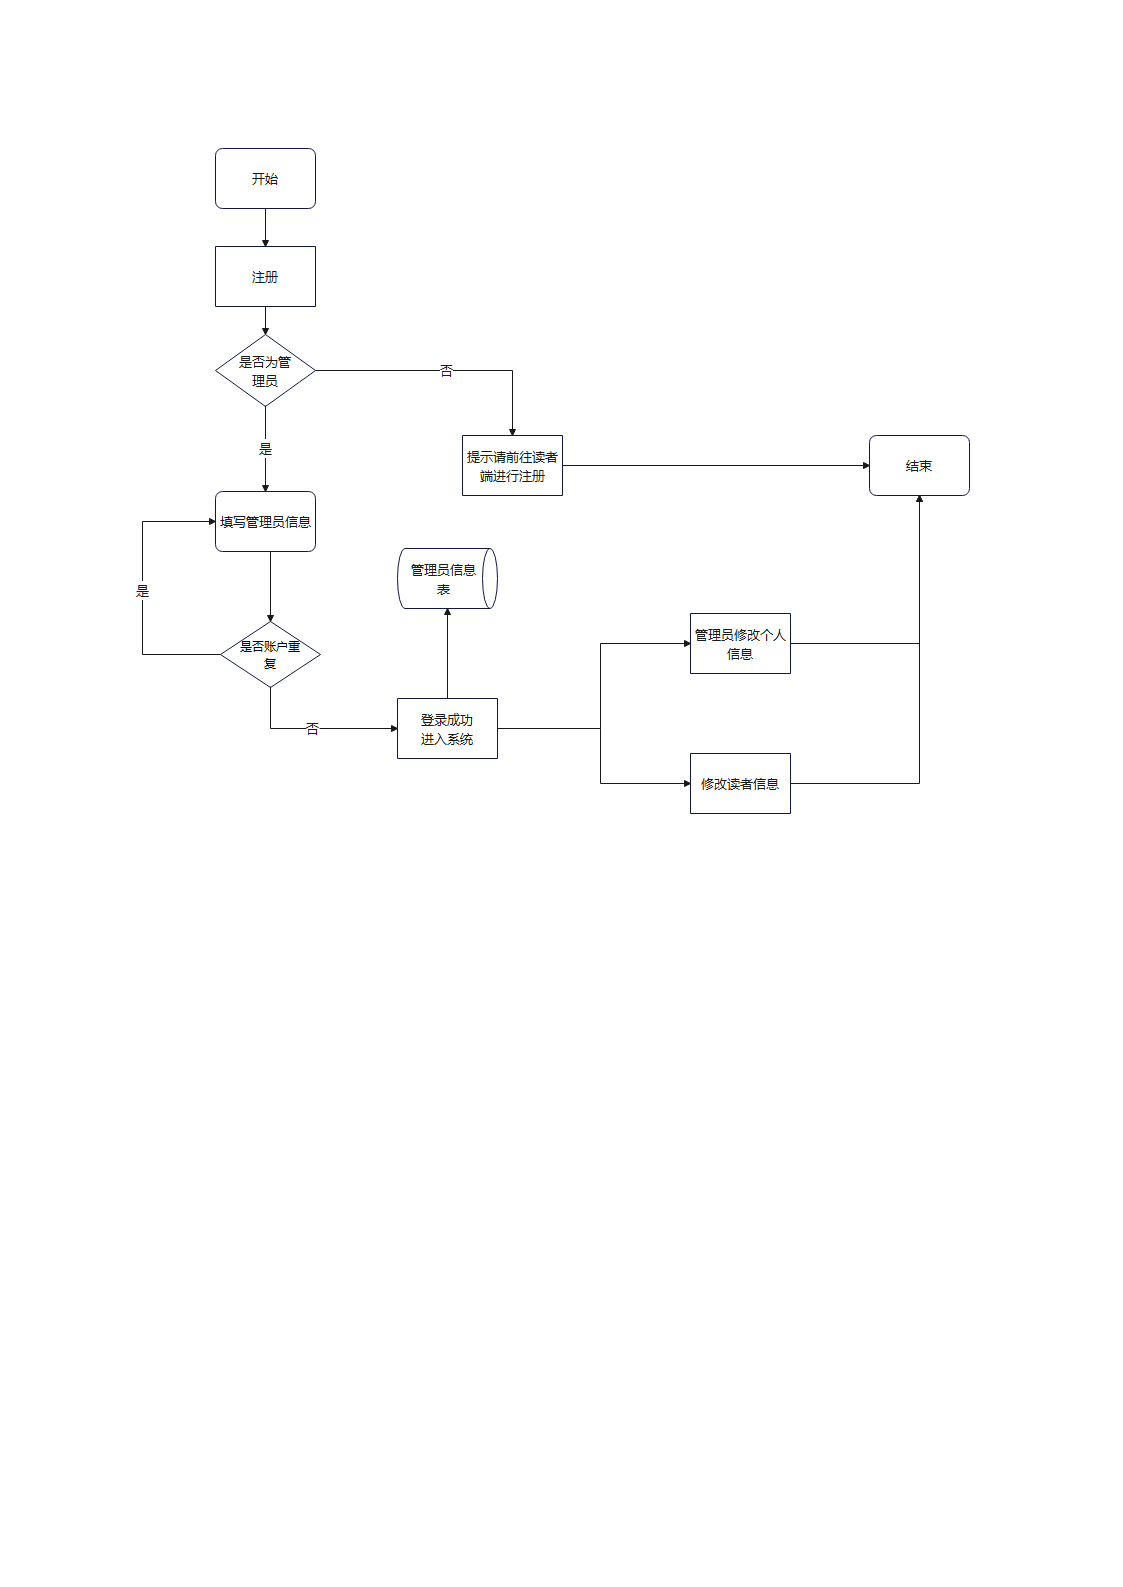 开始
注册
是否为管
理员
否
是
提示请前往读者
端进行注册
结束
填写管理员信息
是
管理员信息
表
是否账户重
复
管理员修改个人
信息
否
登录成功
进入系统
修改读者信息